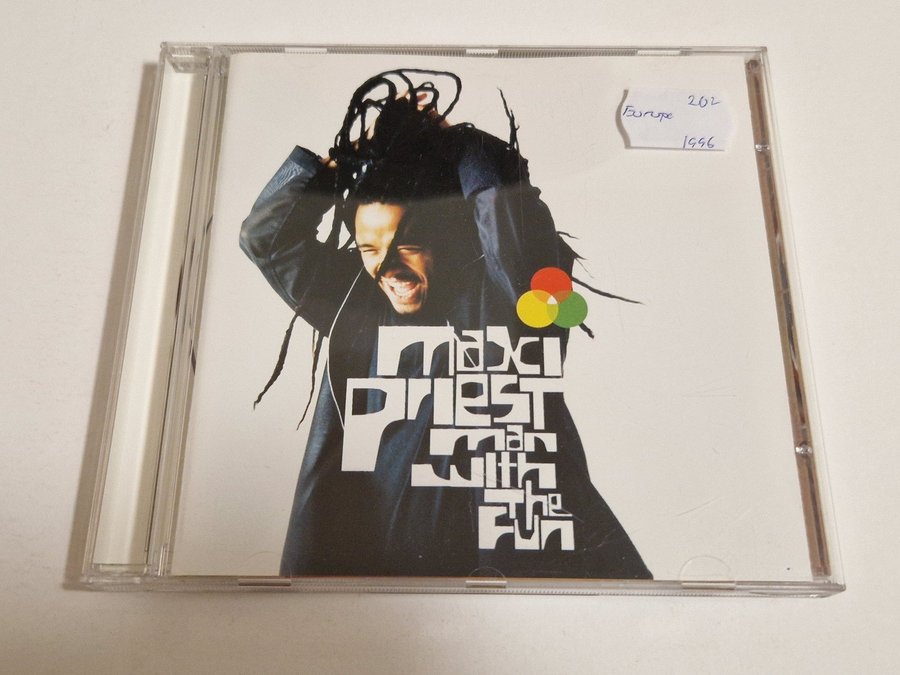 202
Europe
1996
maxi
priest
man
with
the
fun